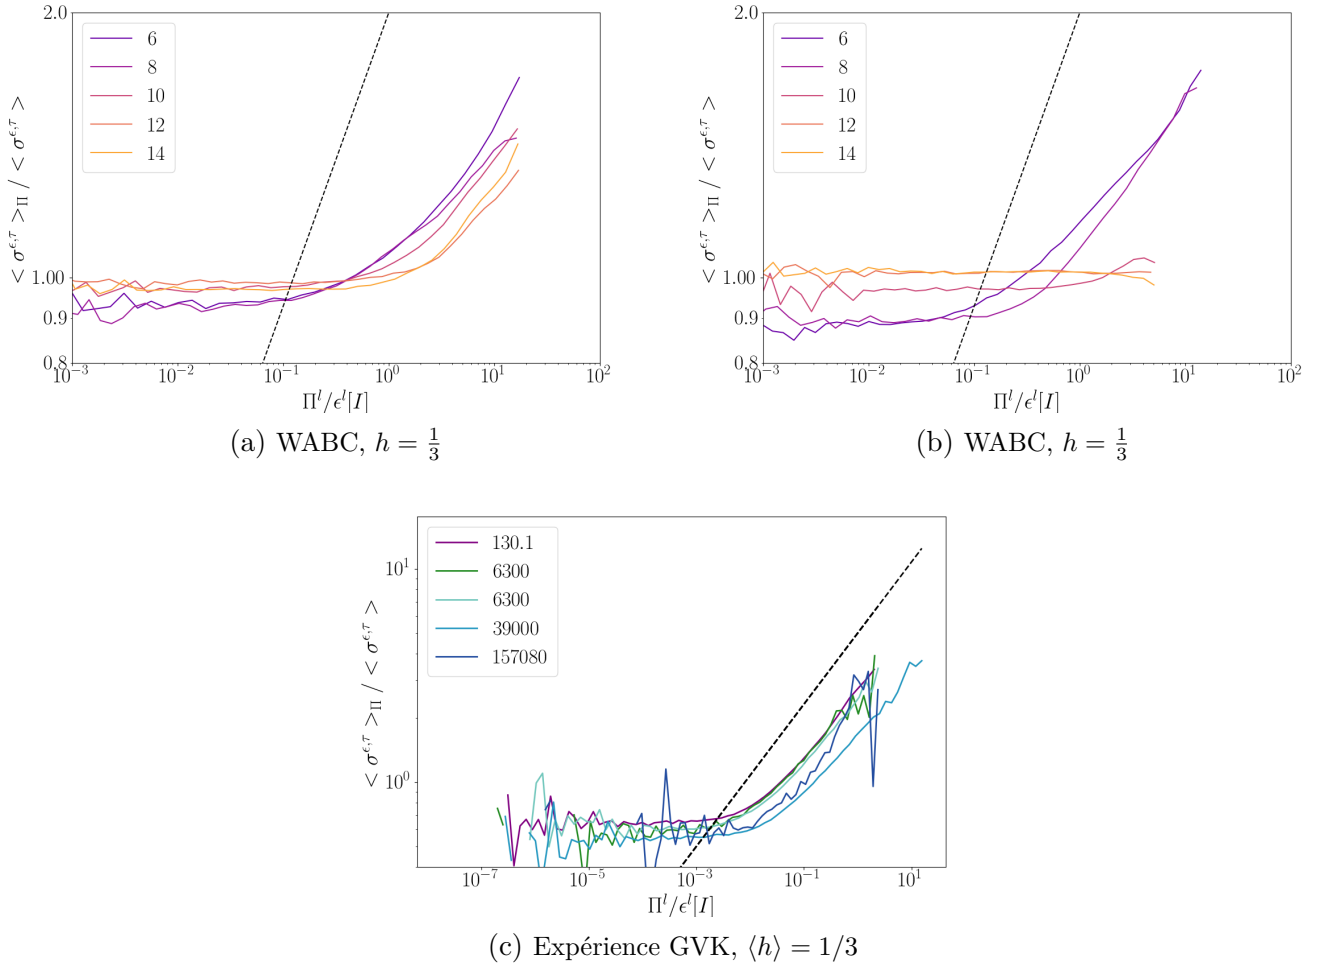 2.0
1.00
0.9
0.8
6
8
10
12
14
< σ^{ϵ,τ} >_Π / < σ^{ϵ,τ} >
10^{-3} 10^{-2} 10^{-1} 10^0 10^1 10^2
Π^l/ϵ^l[I]
(a) WABC, h = 1/3
2.0
1.00
0.9
0.8
6
8
10
12
14
< σ^{ϵ,τ} >_Π / < σ^{ϵ,τ} >
10^{-3} 10^{-2} 10^{-1} 10^0 10^1 10^2
Π^l/ϵ^l[I]
(b) WABC, h = 1/3
10^1
10^0
130.1
6300
6300
39000
157080
< σ^{ϵ,τ} >_Π / < σ^{ϵ,τ} >
10^{-7} 10^{-5} 10^{-3} 10^{-1} 10^1
Π^l/ϵ^l[I]
(c) Expérience GVK, ⟨h⟩ = 1/3